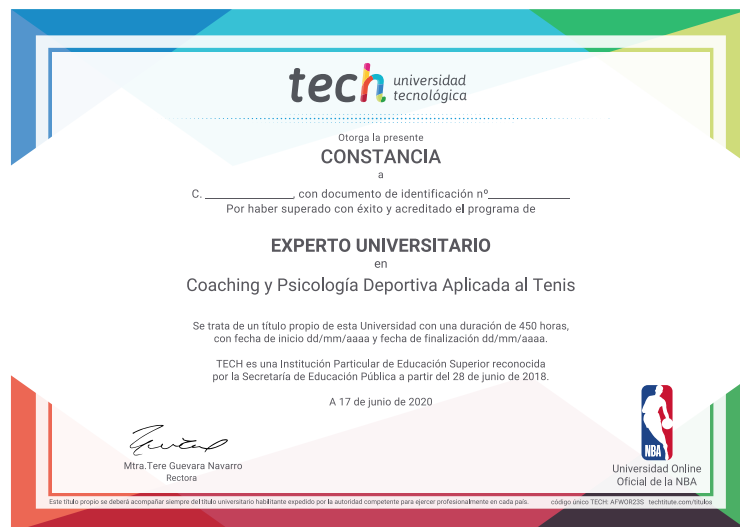 tech universidad
tecnológica
Otorga la presente
CONSTANCIA
a
C. ______________, con documento de identificación nº______________
Por haber superado con éxito y acreditado el programa de
EXPERTO UNIVERSITARIO
en
Coaching y Psicología Deportiva Aplicada al Tenis
Se trata de un título propio de esta Universidad con una duración de 450 horas,
con fecha de inicio dd/mm/aaaa y fecha de finalización dd/mm/aaaa.
TECH es una Institución Particular de Educación Superior reconocida
por la Secretaría de Educación Pública a partir del 28 de junio de 2018.
A 17 de junio de 2020
Mtra.Tere Guevara Navarro
Rectora
NBA
Universidad Online
Oficial de la NBA
Este título propio se deberá acompañar siempre del título universitario habilitante expedido por la autoridad competente para ejercer profesionalmente en cada país. código único TECH: AFWOR23S techtitute.com/titulos